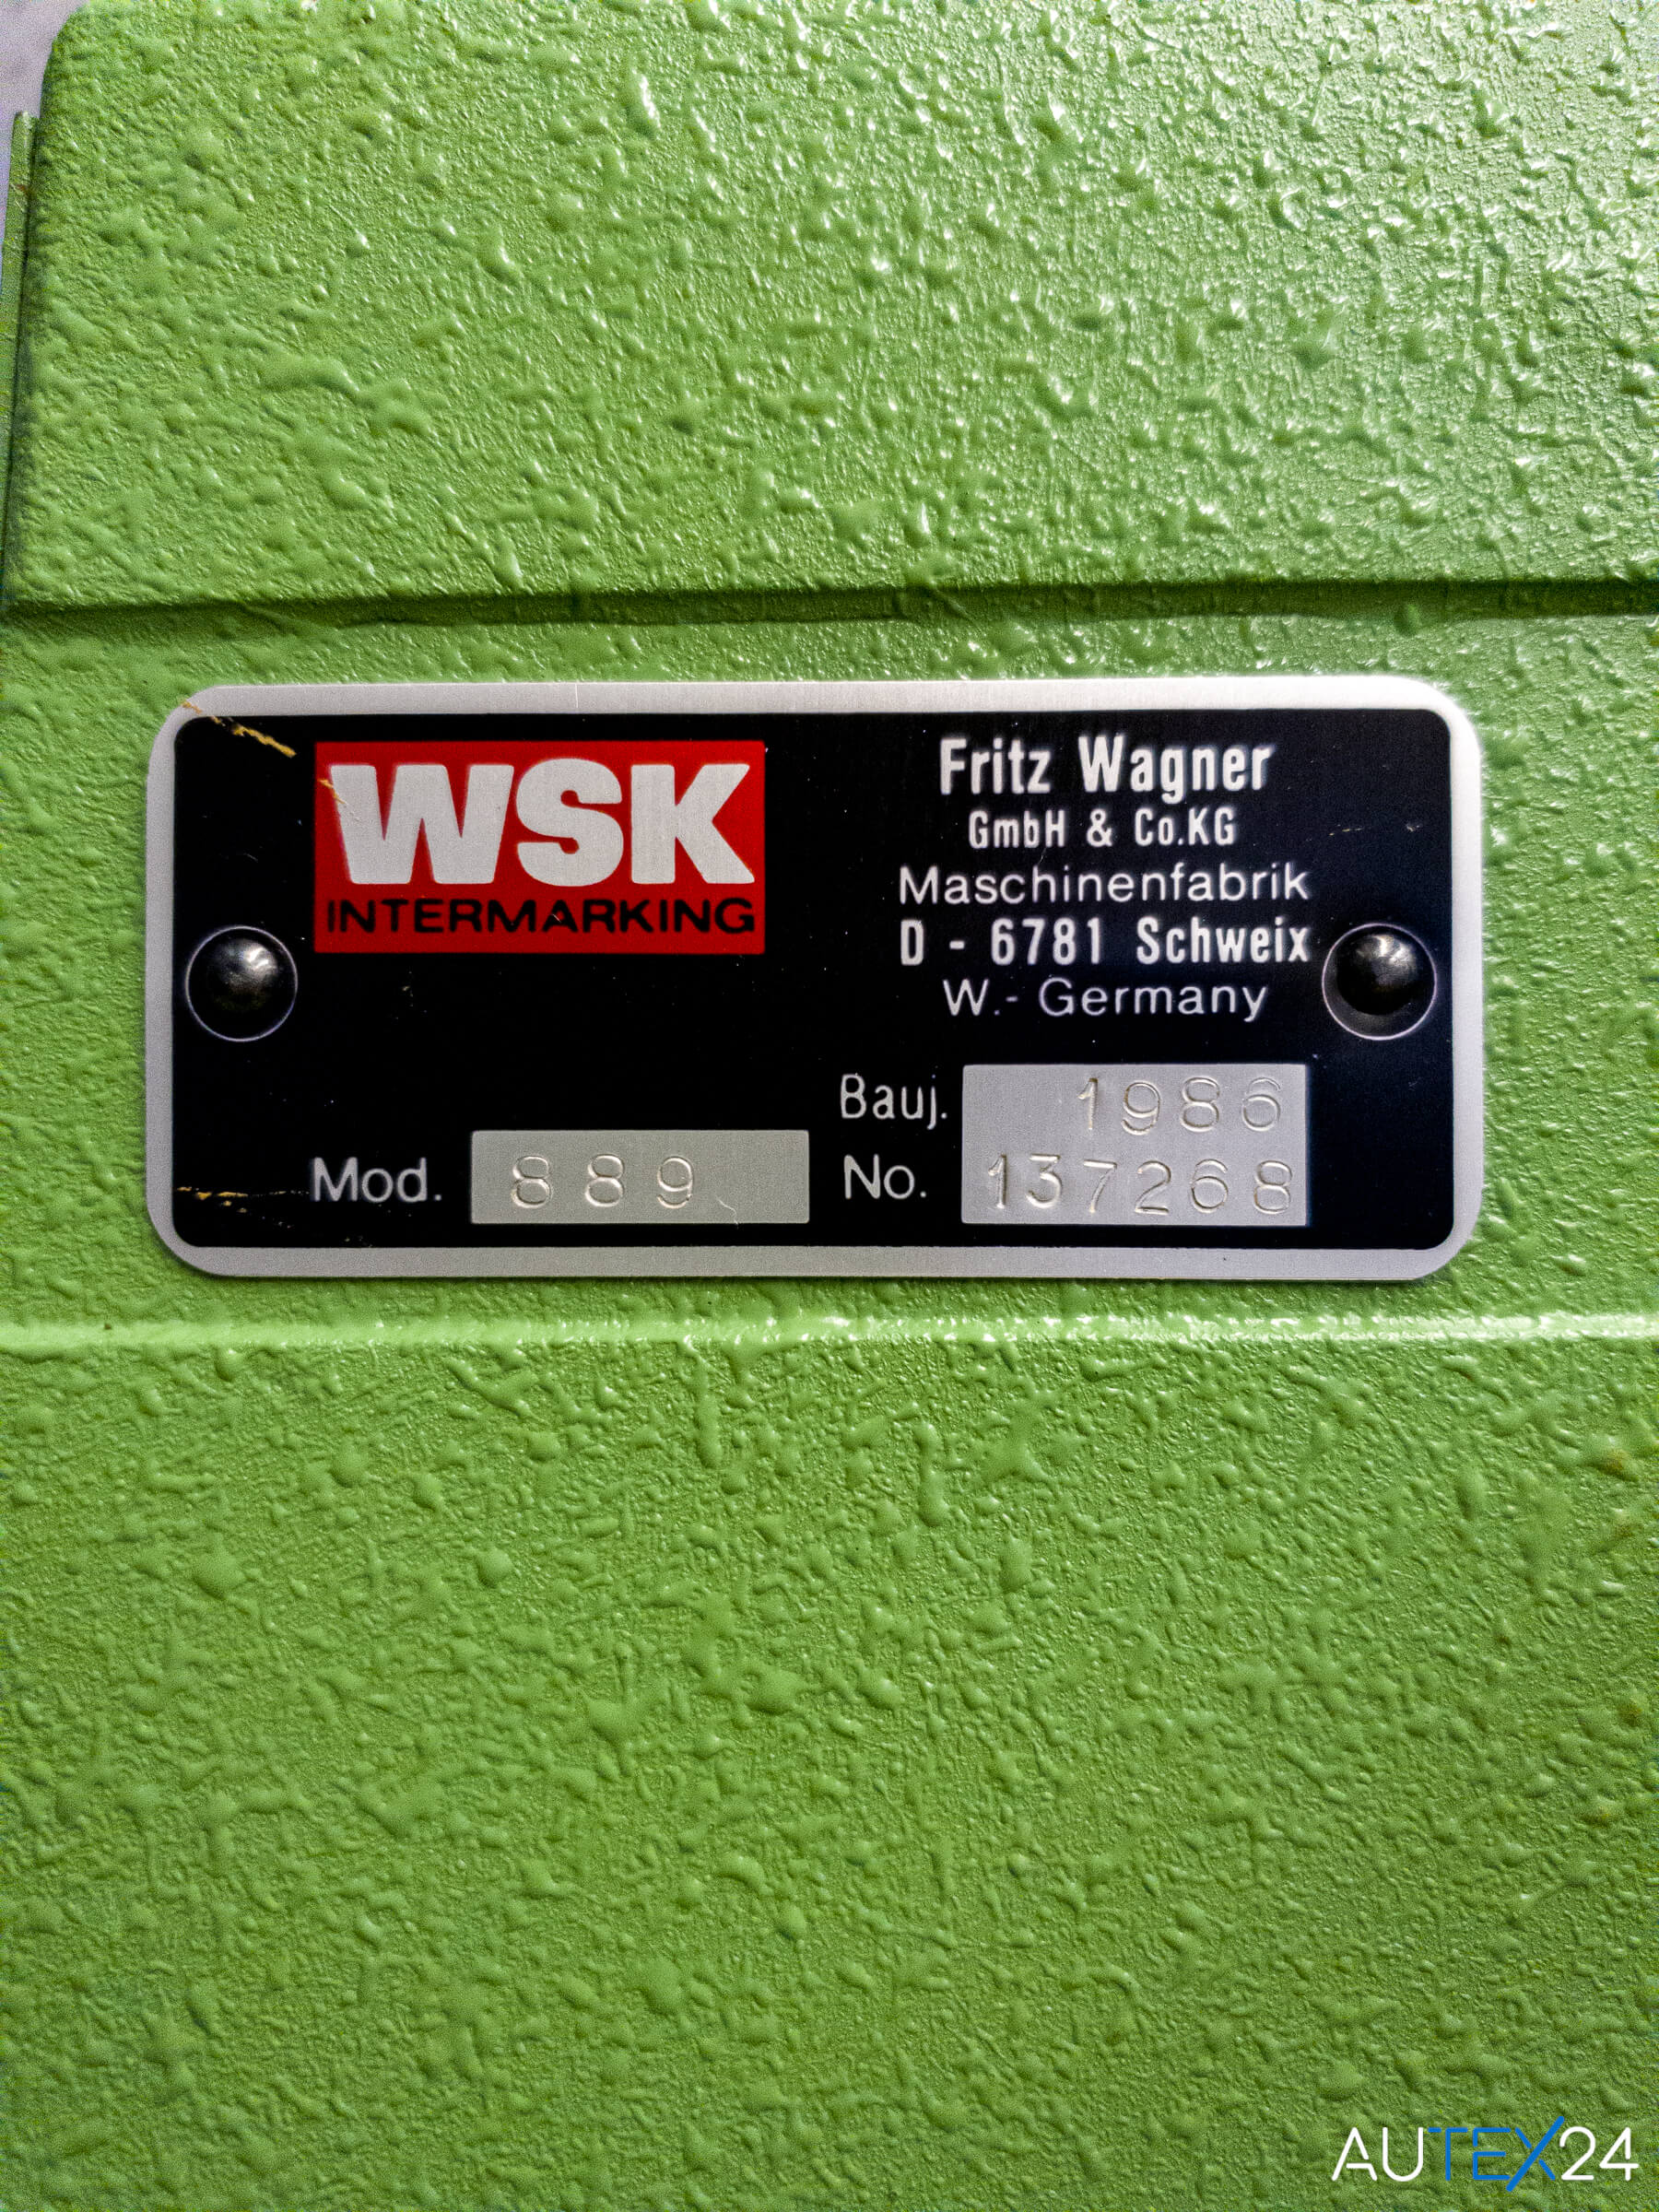 WSK
INTERMARKING
Fritz Wagner
GmbH & Co.KG
Maschinenfabrik
D - 6781 Schweix
W.- Germany
Bauj. 1986
Mod. 889
No. 137268
AUTEX24